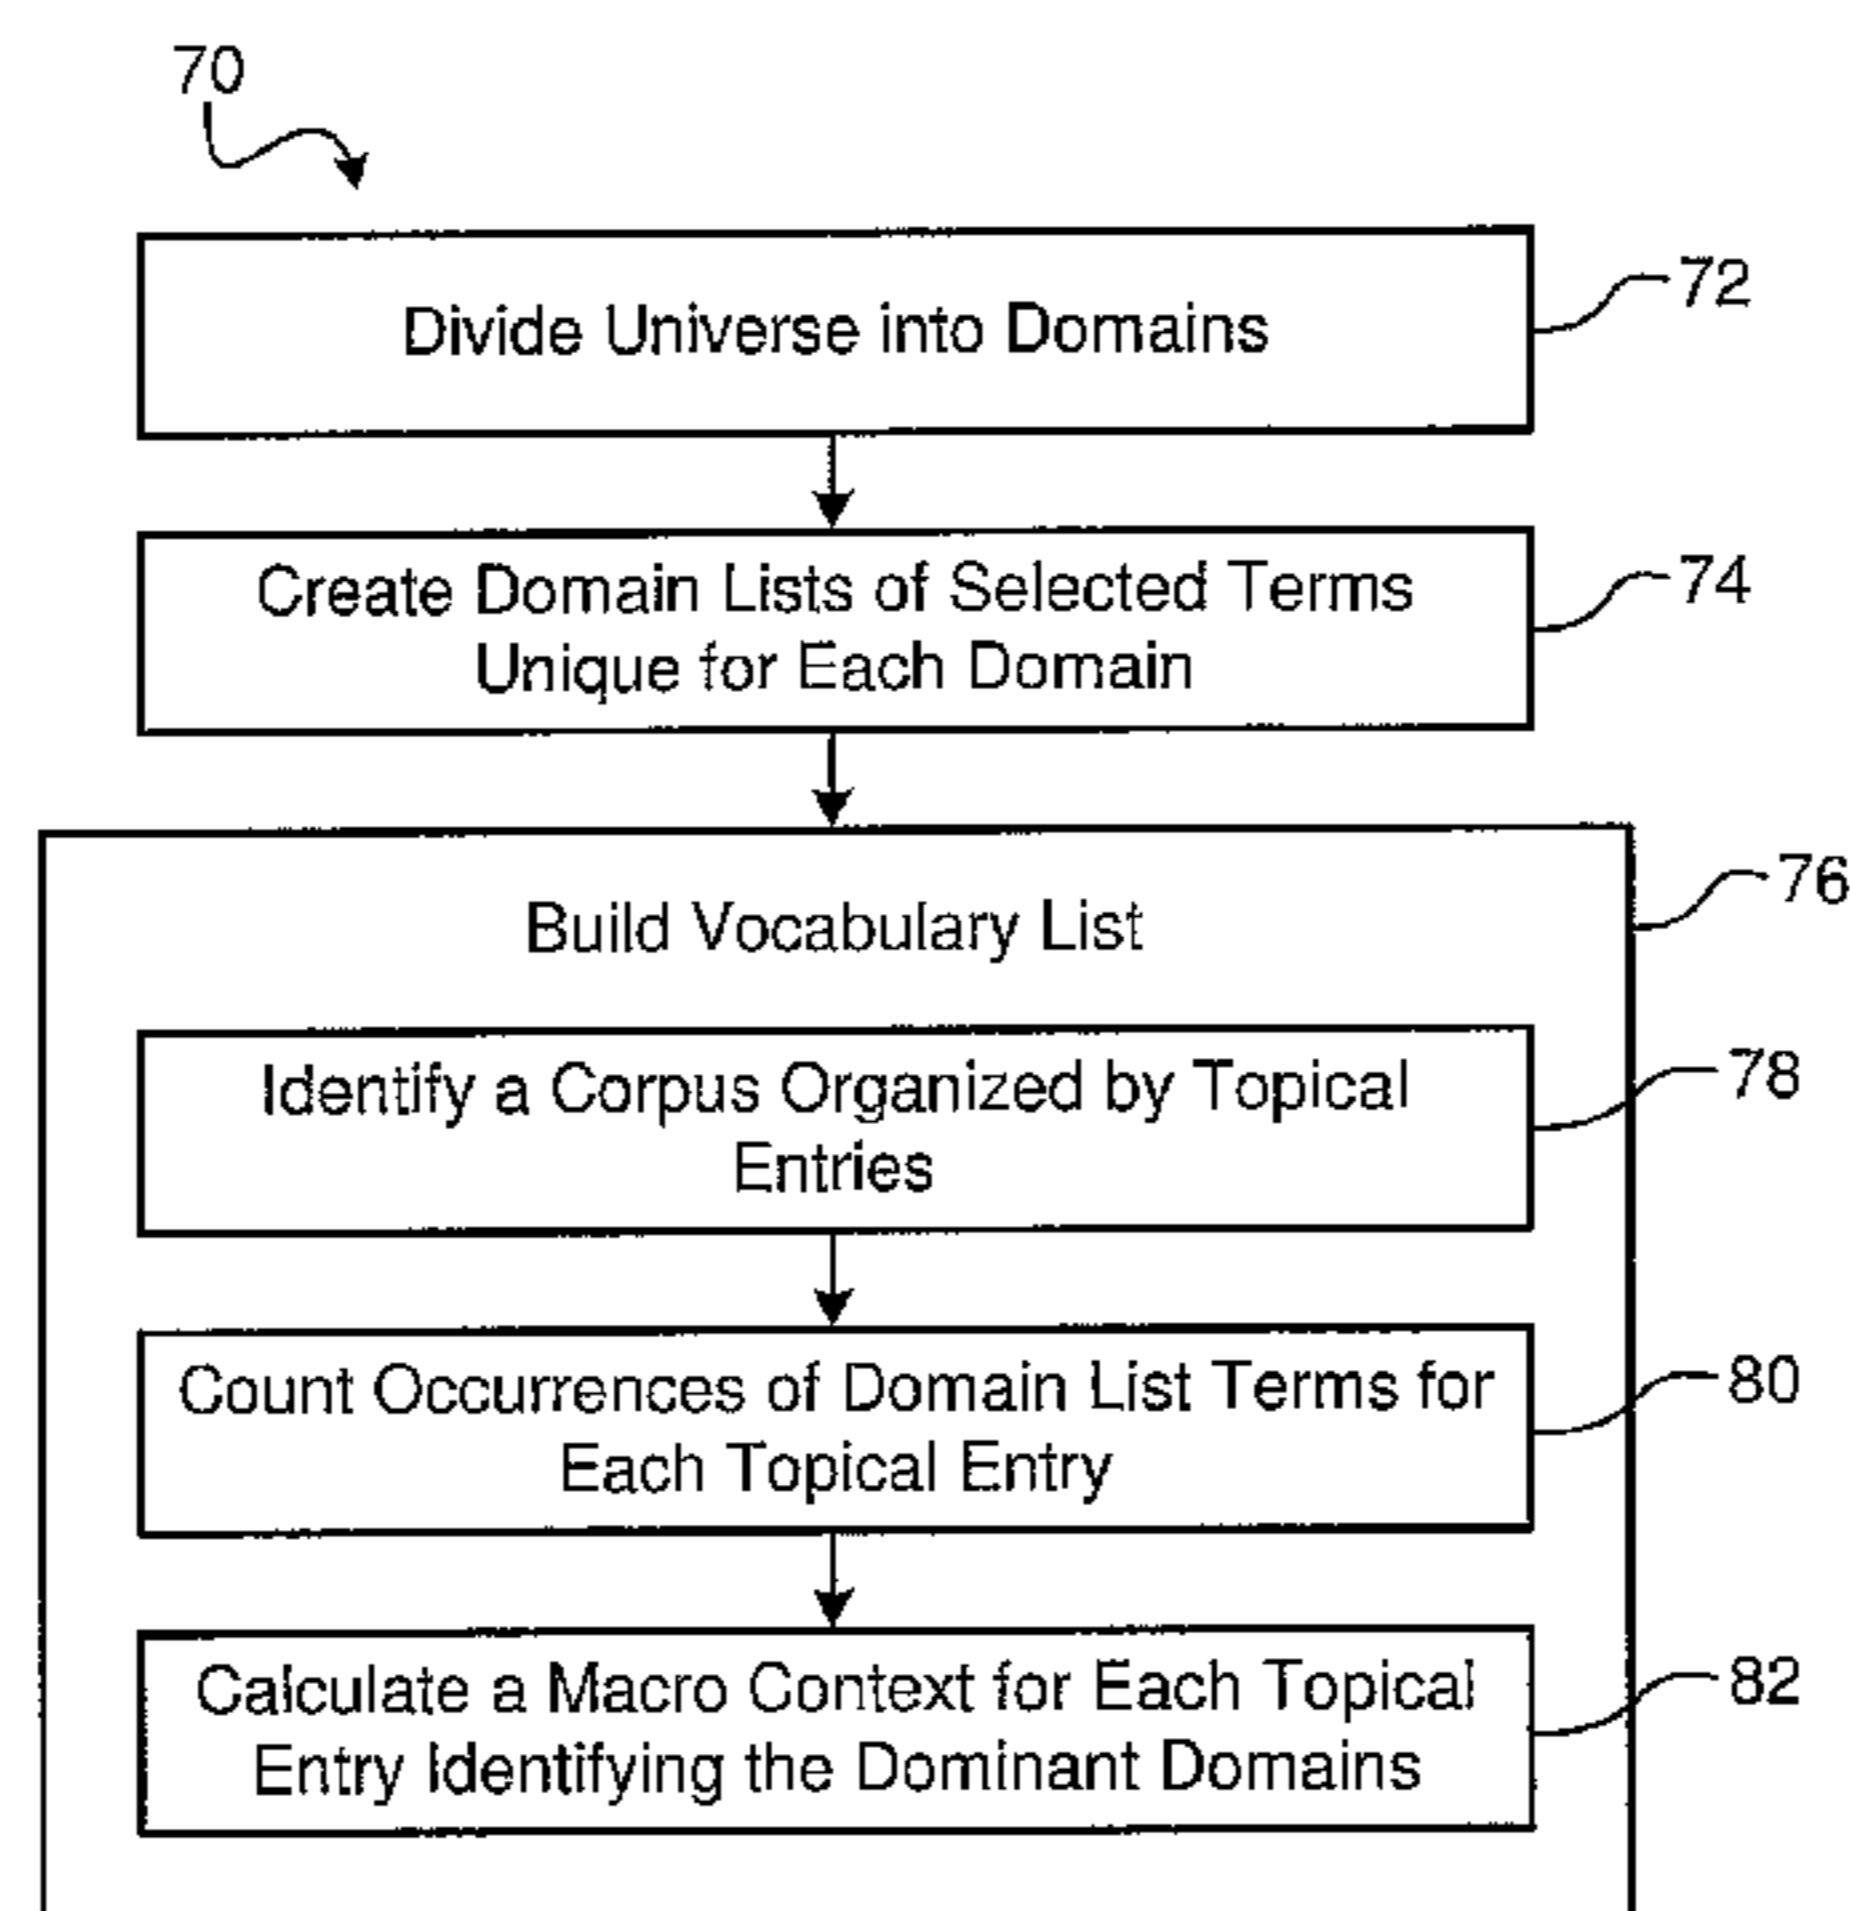 70
Divide Universe into Domains
72
Create Domain Lists of Selected Terms
Unique for Each Domain
74
Build Vocabulary List
76
Identify a Corpus Organized by Topical
Entries
78
Count Occurrences of Domain List Terms for
Each Topical Entry
80
Calculate a Macro Context for Each Topical
Entry Identifying the Dominant Domains
82